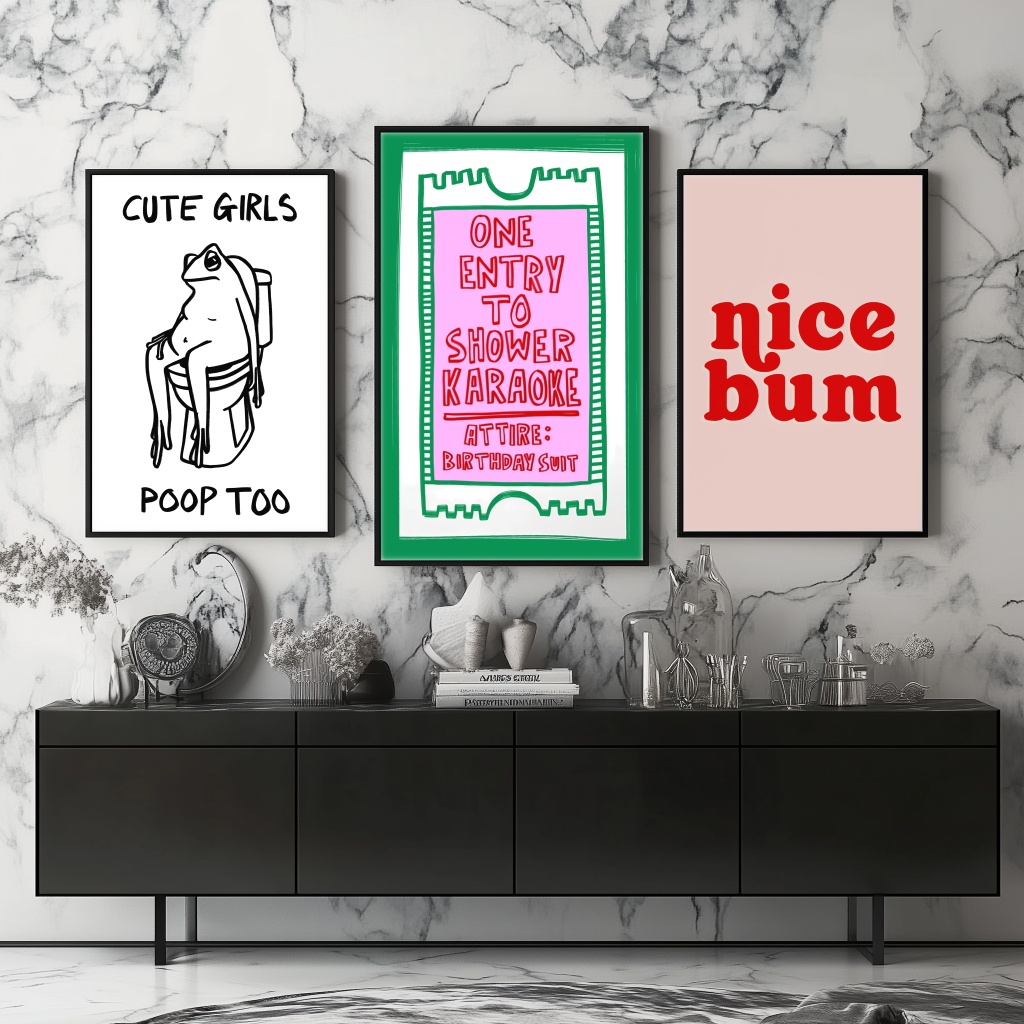 CUTE GIRLS
POOP TOO
ONE
ENTRY
TO
SHOWER
KARAOKE
ATTIRE:
BIRTHDAY SUIT
nice
bum